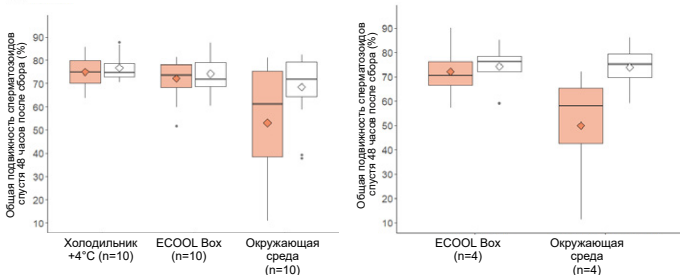 Общая подвижность сперматозоидов
спустя 48 часов после сбора (%)
90
80
70
60
50
40
30
20
10
Холодильник
+4°C (n=10)
ECOOL Box
(n=10)
Окружающая
среда
(n=10)
Общая подвижность сперматозоидов
спустя 48 часов после сбора (%)
90
80
70
60
50
40
30
20
10
ECOOL Box
(n=4)
Окружающая
среда
(n=4)